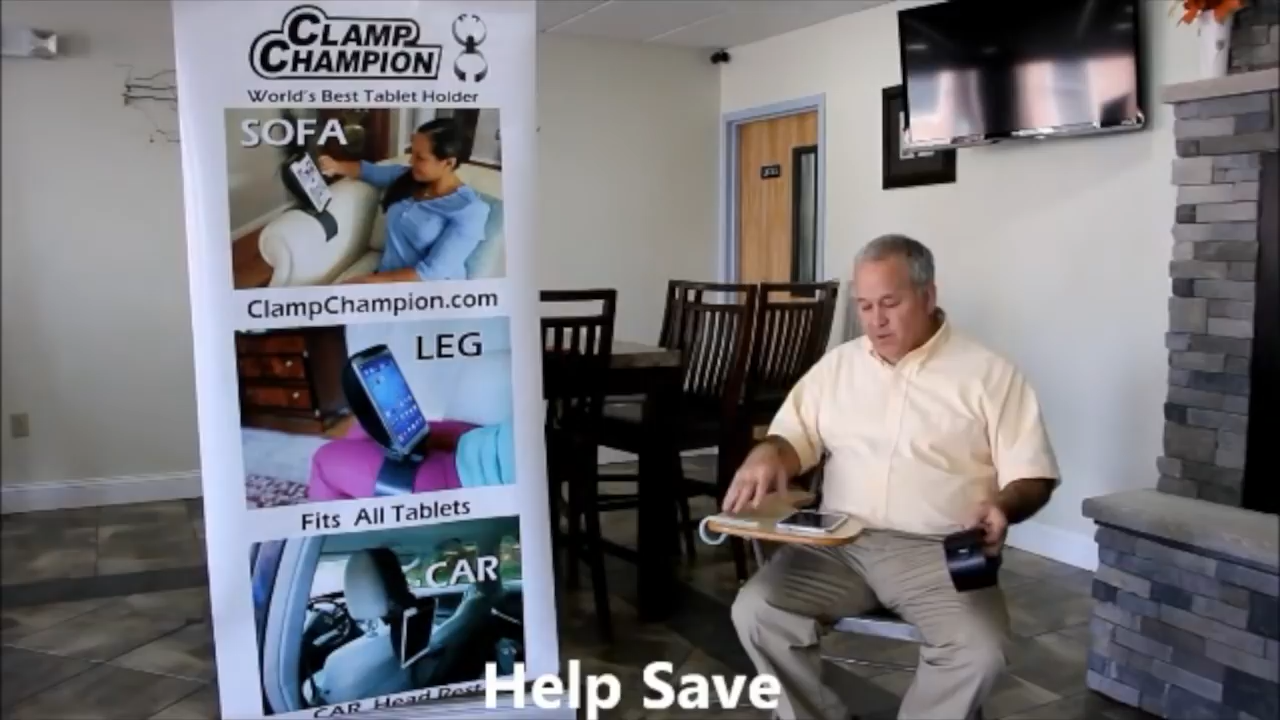 CLAMP
CHAMPION
World's Best Tablet Holder
SOFA
ClampChampion.com
LEG
Fits All Tablets
CAR
CAR Head Rest
Help Save